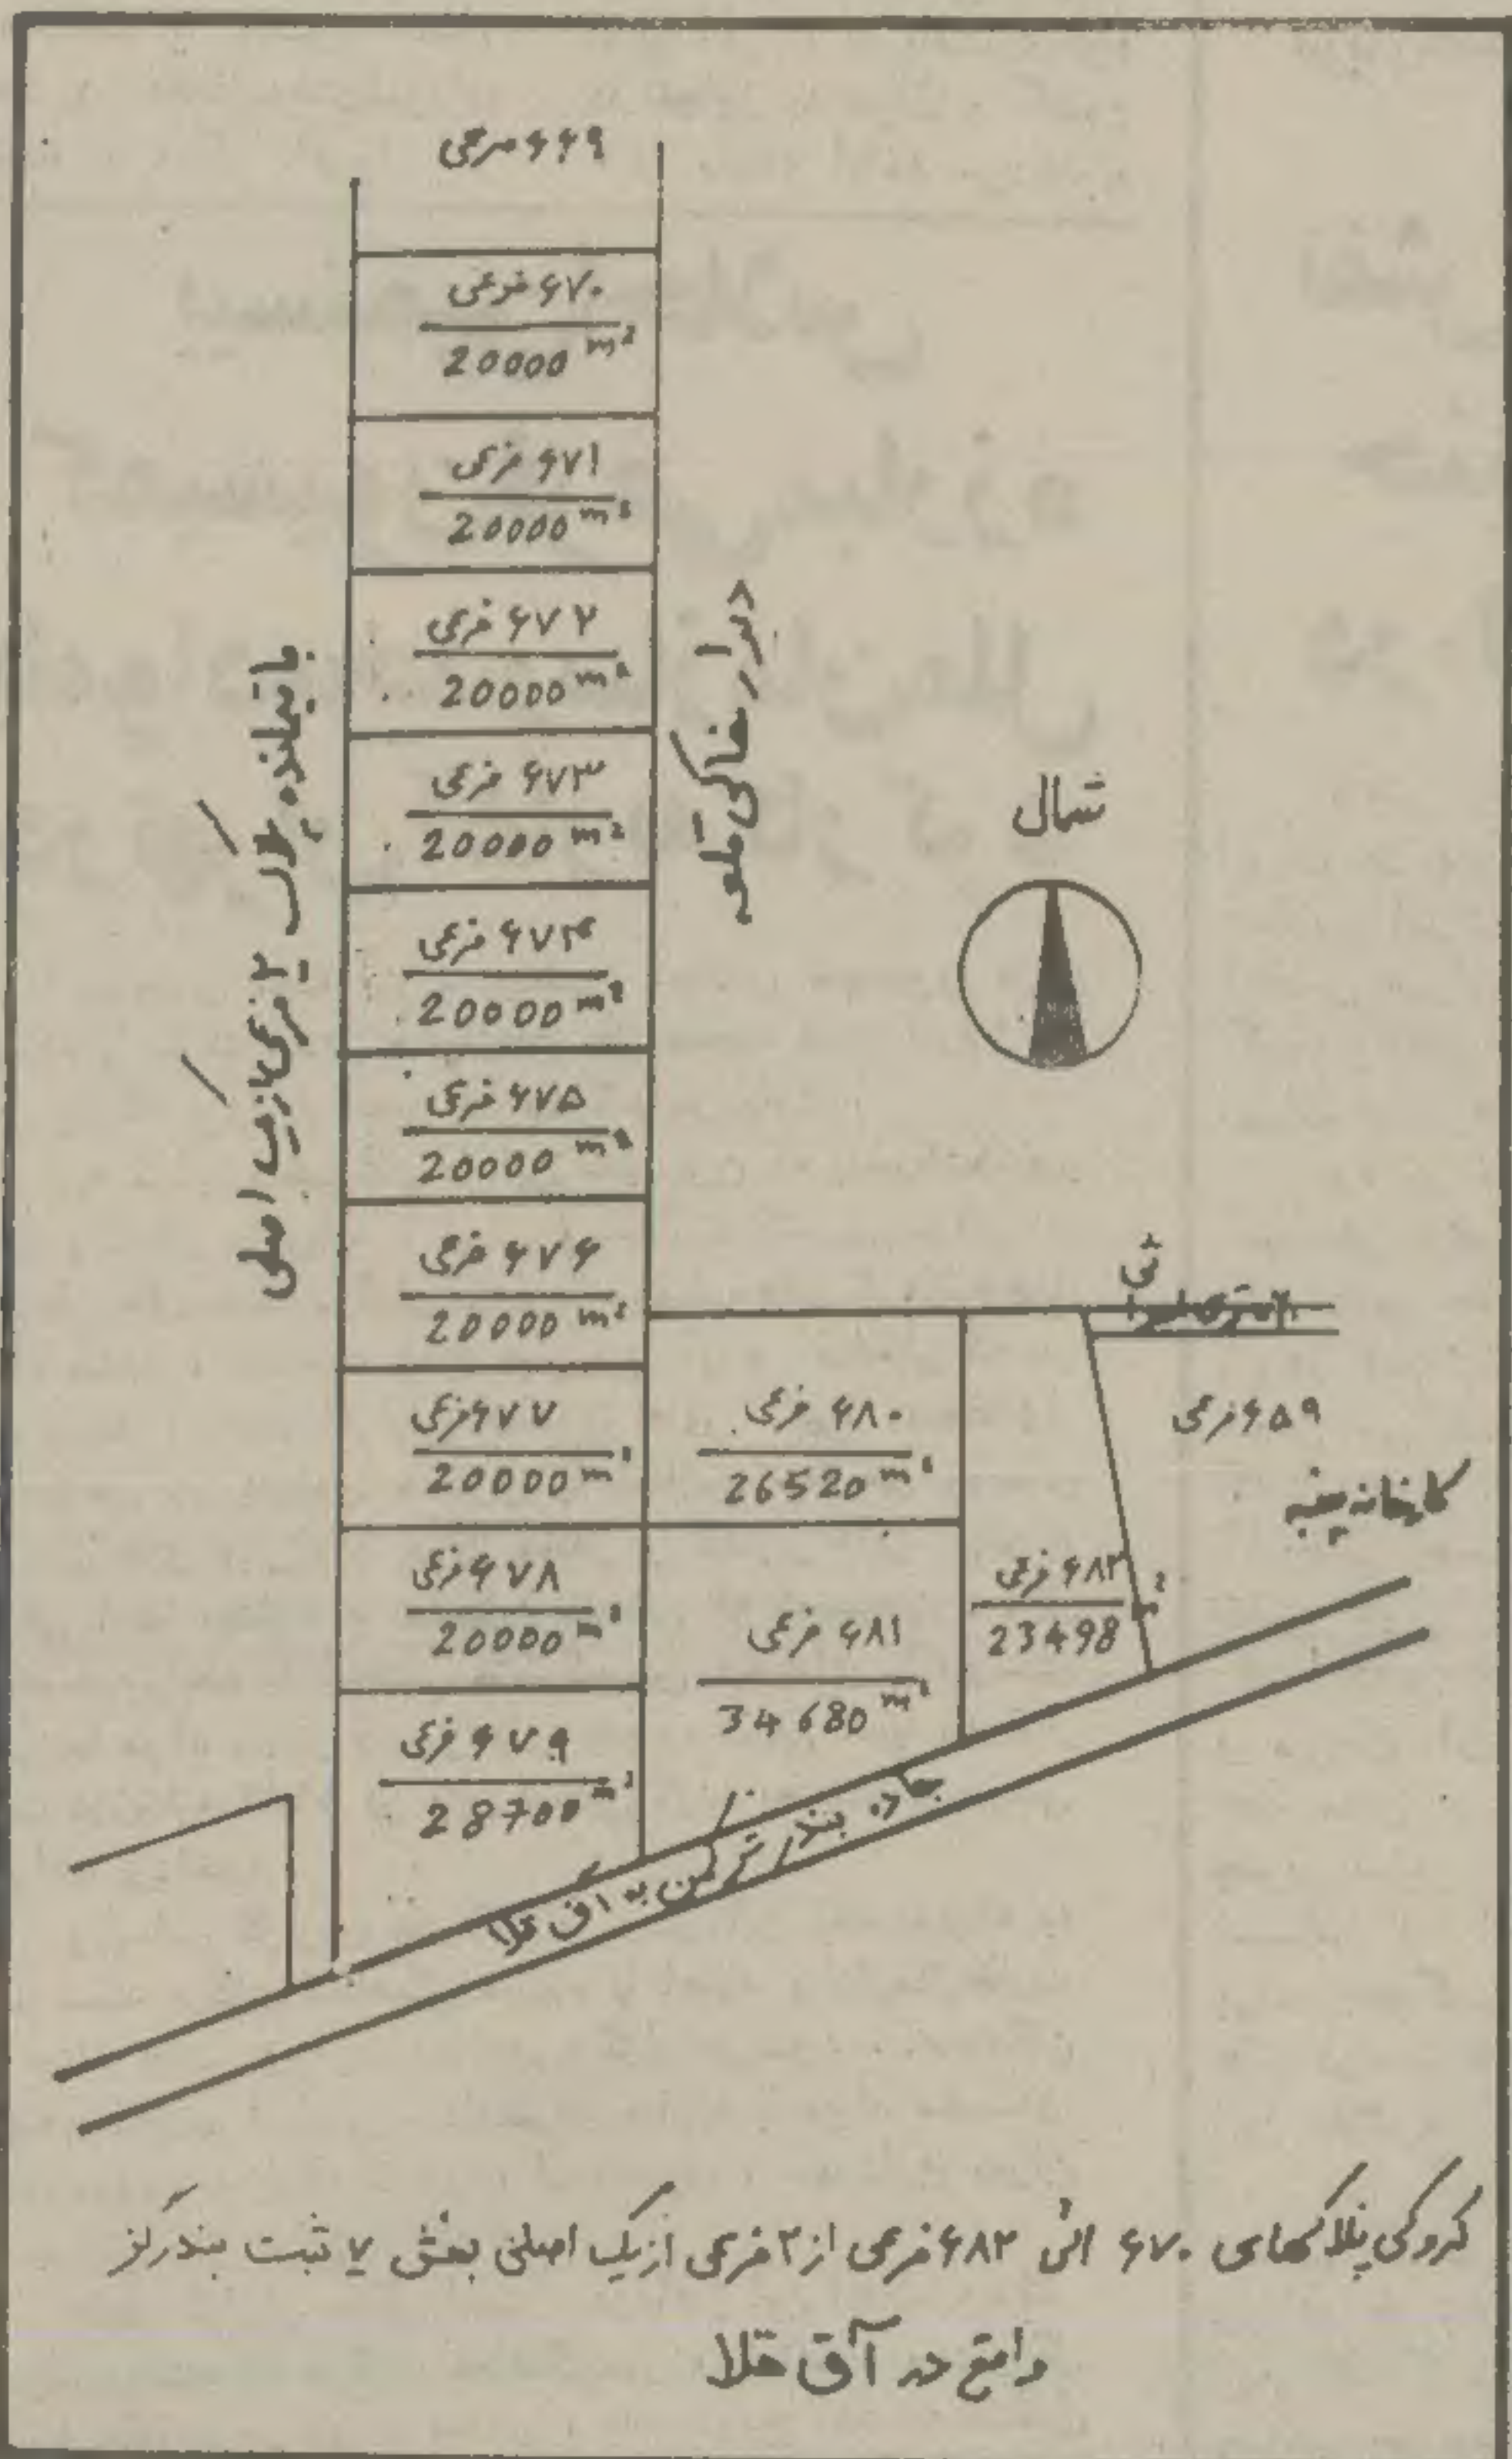 ۶۶۹ فرعی
۶۷۰ فرعی
20000 m²
۶۷۱ فرعی
20000 m²
۶۷۲ فرعی
20000 m²
۶۷۳ فرعی
20000 m²
۶۷۴ فرعی
20000 m²
۶۷۵ فرعی
20000 m²
۶۷۶ فرعی
20000 m²
۶۷۷ فرعی
20000 m²
۶۷۸ فرعی
20000 m²
۶۷۹ فرعی
28700 m²
باقیمانده پلاک ۲ فرعی از یک اصلی
دیوار خاکی قلعه
شمال
۶۸۰ فرعی
26520 m²
۶۸۱ فرعی
34680 m²
۶۸۲ فرعی
23498 m²
۶۵۹ فرعی
کارخانه پنبه
جاده بندر ترکمن به آق قلا
کروکی پلاکهای ۶۷۰ الی ۶۸۲ فرعی از ۲ فرعی از یک اصلی بخش ۷ ثبت بندرگز
واقع در آق قلا